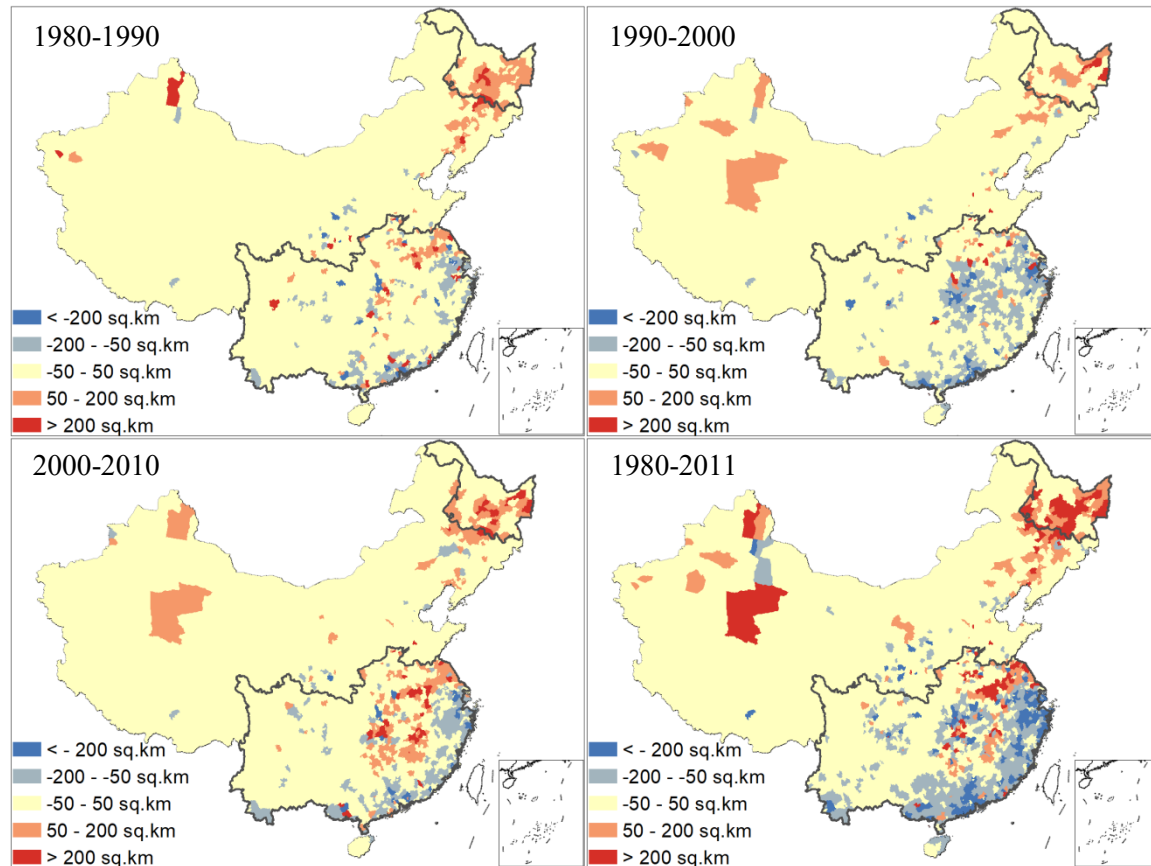 1980-1990
< -200 sq.km
-200 - -50 sq.km
-50 - 50 sq.km
50 - 200 sq.km
> 200 sq.km
1990-2000
< -200 sq.km
-200 - -50 sq.km
-50 - 50 sq.km
50 - 200 sq.km
> 200 sq.km
2000-2010
< - 200 sq.km
-200 - -50 sq.km
-50 - 50 sq.km
50 - 200 sq.km
> 200 sq.km
1980-2011
< - 200 sq.km
-200 - -50 sq.km
-50 - 50 sq.km
50 - 200 sq.km
> 200 sq.km